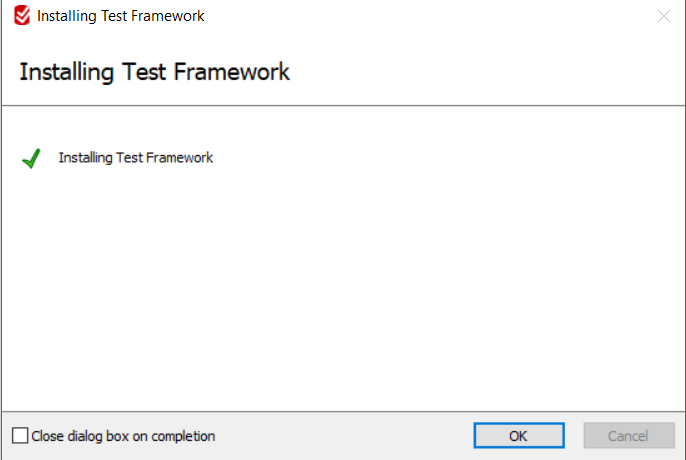 Installing Test Framework
Installing Test Framework
Installing Test Framework
Close dialog box on completion
OK
Cancel